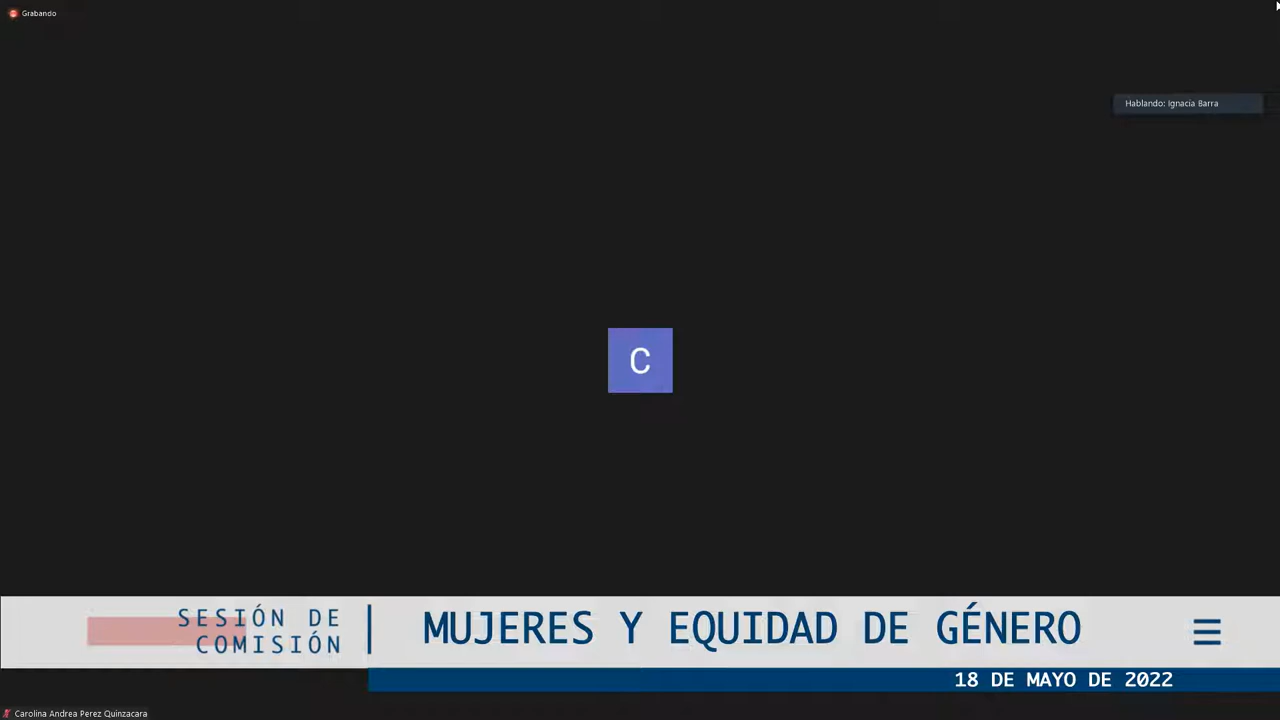 Grabando
Hablando: Ignacia Barra
C
SESIÓN DE
COMISIÓN
MUJERES Y EQUIDAD DE GÉNERO
18 DE MAYO DE 2022
Carolina Andrea Perez Quinzacara